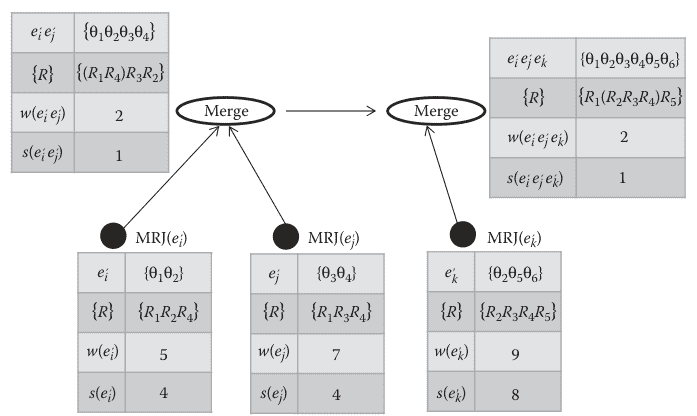 e′ie′j {θ1θ2θ3θ4}
{R} {(R1R4)R3R2}
w(e′ie′j) 2
s(e′ie′j) 1
Merge
Merge
e′ie′je′k {θ1θ2θ3θ4θ5θ6}
{R} {R1(R2R3R4)R5}
w(e′ie′je′k) 2
s(e′ie′je′k) 1
MRJ(e′i)
e′i {θ1θ2}
{R} {R1R2R4}
w(e′i) 5
s(e′i) 4
MRJ(e′j)
e′j {θ3θ4}
{R} {R1R3R4}
w(e′j) 7
s(e′j) 4
MRJ(e′k)
e′k {θ2θ5θ6}
{R} {R2R3R4R5}
w(e′k) 9
s(e′k) 8